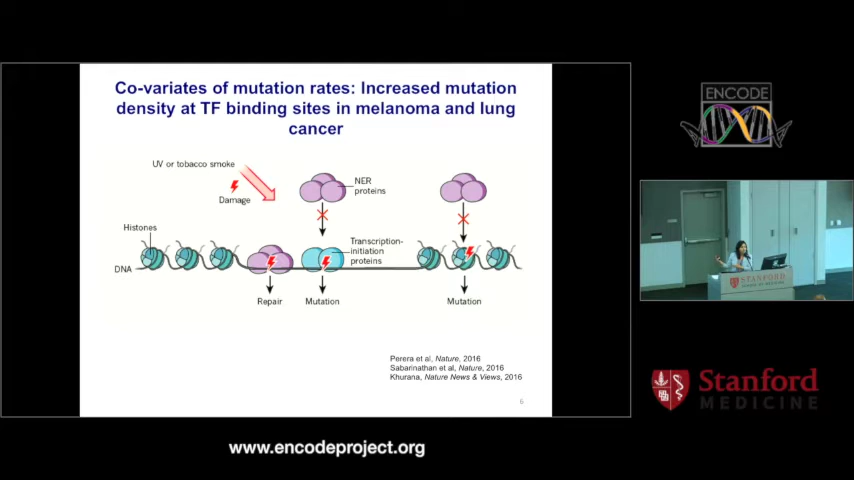 Co-variates of mutation rates: Increased mutation
density at TF binding sites in melanoma and lung
cancer
UV or tobacco smoke
Damage
NER
proteins
Histones
Transcription-
initiation
proteins
DNA
Repair
Mutation
Mutation
Perera et al, Nature, 2016
Sabarinathan et al, Nature, 2016
Khurana, Nature News & Views, 2016
6
ENCODE
STANFORD
Stanford
MEDICINE
www.encodeproject.org